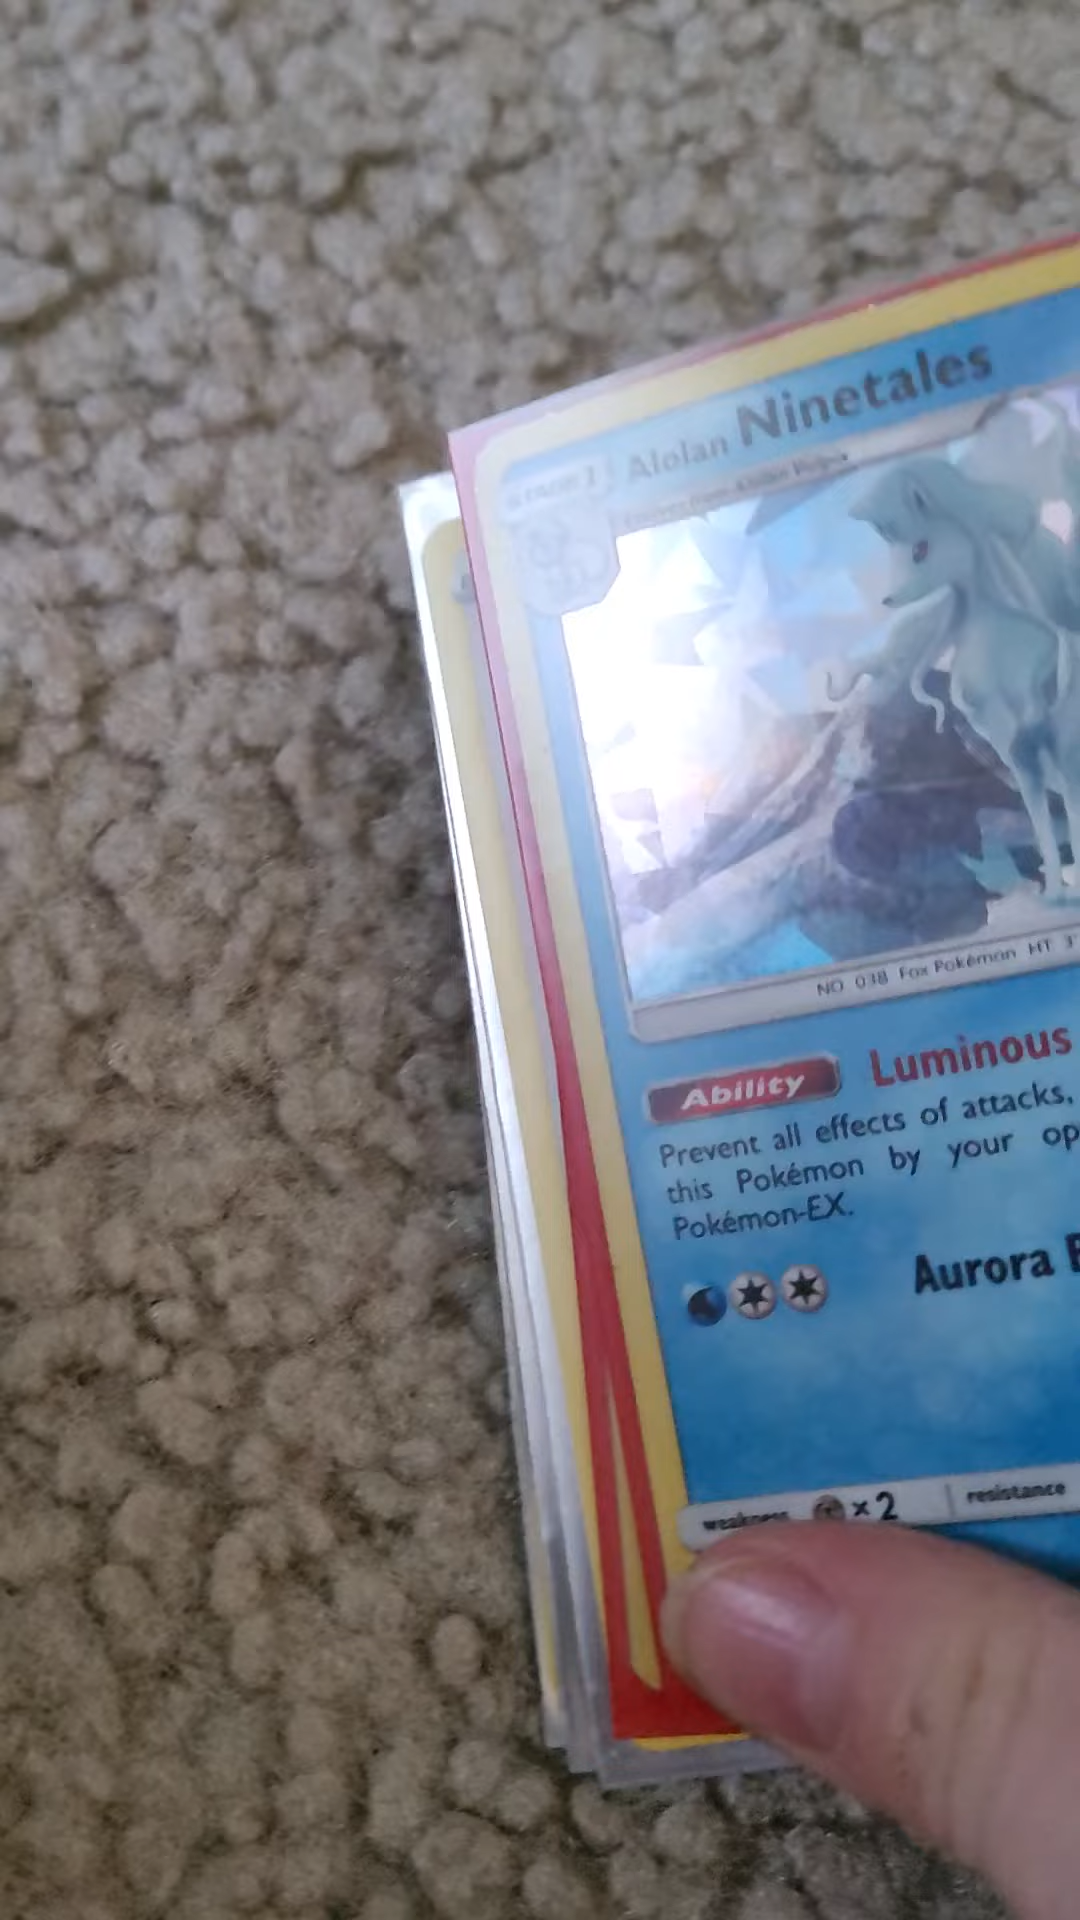 Alolan Ninetales
NO 038 Fox Pokémon HT 3'
Ability Luminous
Prevent all effects of attacks,
this Pokémon by your op
Pokémon-EX.
Aurora
weakness ×2 resistance